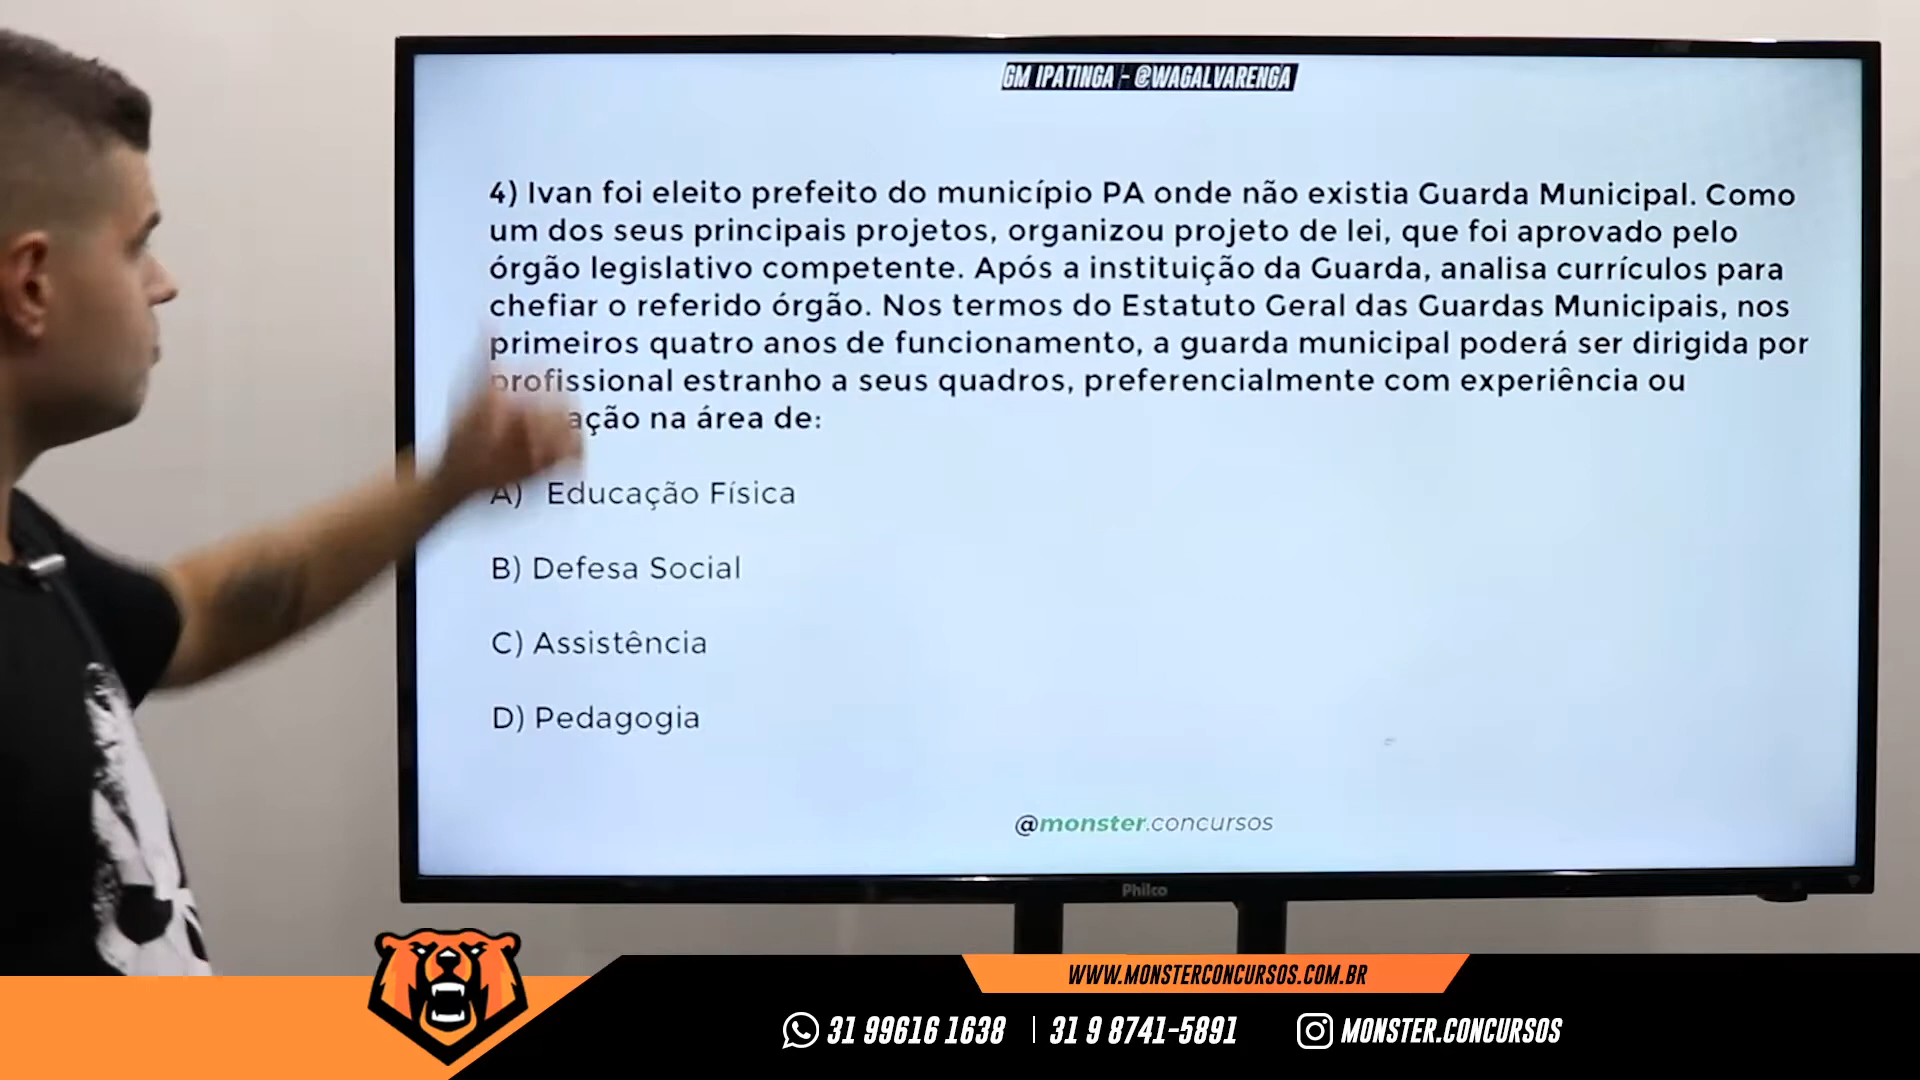 GM IPATINGA - @WAGALVARENGA
4) Ivan foi eleito prefeito do município PA onde não existia Guarda Municipal. Como
um dos seus principais projetos, organizou projeto de lei, que foi aprovado pelo
órgão legislativo competente. Após a instituição da Guarda, analisa currículos para
chefiar o referido órgão. Nos termos do Estatuto Geral das Guardas Municipais, nos
primeiros quatro anos de funcionamento, a guarda municipal poderá ser dirigida por
profissional estranho a seus quadros, preferencialmente com experiência ou
ação na área de:
A) Educação Física
B) Defesa Social
C) Assistência
D) Pedagogia
@monster.concursos
Philco
WWW.MONSTERCONCURSOS.COM.BR
31 99616 1638 | 31 9 8741-5891 MONSTER.CONCURSOS